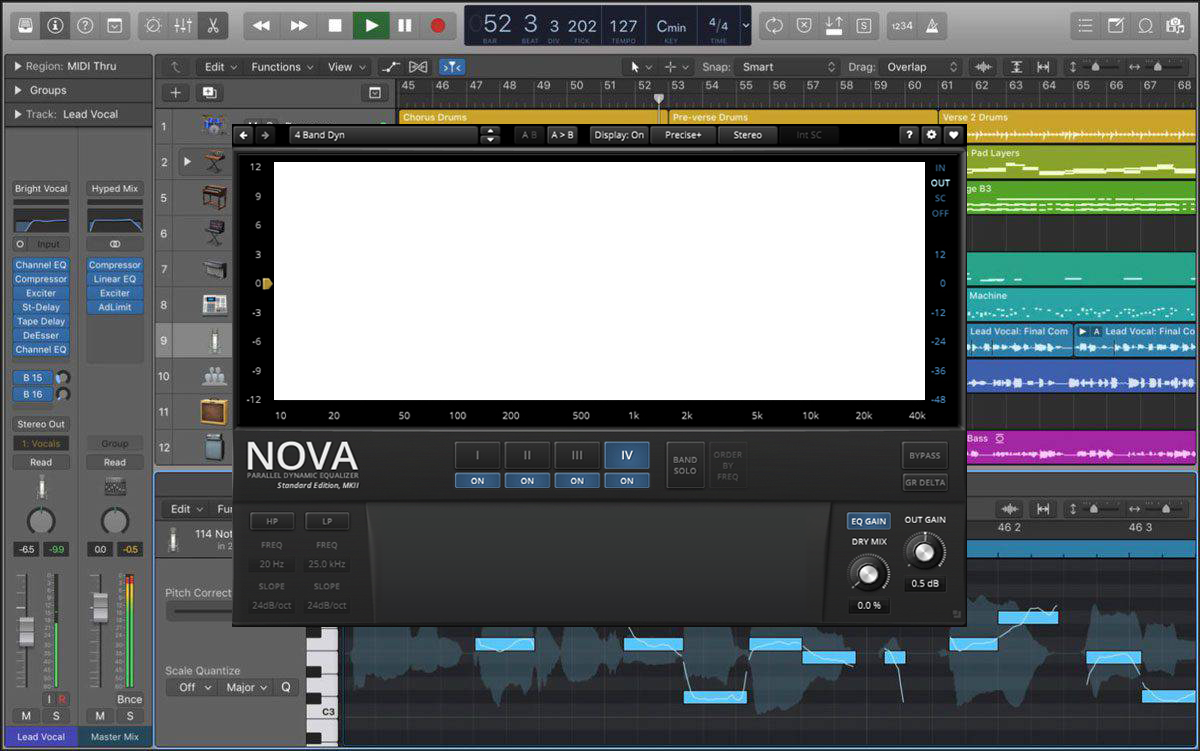 052 3 3 202 127 Cmin 4/4
BAR BEAT DIV TICK TEMPO KEY TIME
1234
Region: MIDI Thru
Groups
Track: Lead Vocal
Edit Functions View
Snap: Smart
Drag: Overlap
45 46 47 48 49 50 51 52 53 54 55 56 57 58 59 60 61 62 63 64 65 66 67 68
Chorus Drums
Pre-verse Drums
Verse 2 Drums
1
2
5
6
7
8
9
10
11
12
Pad Layers
ge B3
Machine
Lead Vocal: Final Com
A Lead Vocal: Final Co
Bass
Bright Vocal
Hyped Mix
Input
Channel EQ
Compressor
Exciter
St-Delay
Tape Delay
DeEsser
Channel EQ
Compressor
Linear EQ
Exciter
AdLimit
B 15
B 16
Stereo Out
1: Vocals
Group
Read
Read
-6.5 -9.9
0.0 -0.5
I R
Bnce
M S
M S
Lead Vocal
Master Mix
4 Band Dyn
A B
A > B
Display: On
Precise+
Stereo
Int SC
?
12
9
6
3
0
-3
-6
-9
-12
IN
OUT
SC
OFF
12
0
-12
-24
-36
-48
10 20 50 100 200 500 1k 2k 5k 10k 20k 40k
NOVA
PARALLEL DYNAMIC EQUALIZER
Standard Edition, MKII
I II III IV
ON ON ON ON
BAND SOLO
ORDER BY FREQ
BYPASS
GR DELTA
HP LP
FREQ FREQ
20 Hz 25.0 kHz
SLOPE SLOPE
24dB/oct 24dB/oct
EQ GAIN
OUT GAIN
DRY MIX
0.5 dB
0.0 %
Edit Fu
114 Not
in 2
46 2
46 3
Pitch Correct
Scale Quantize
Off Major Q
C3